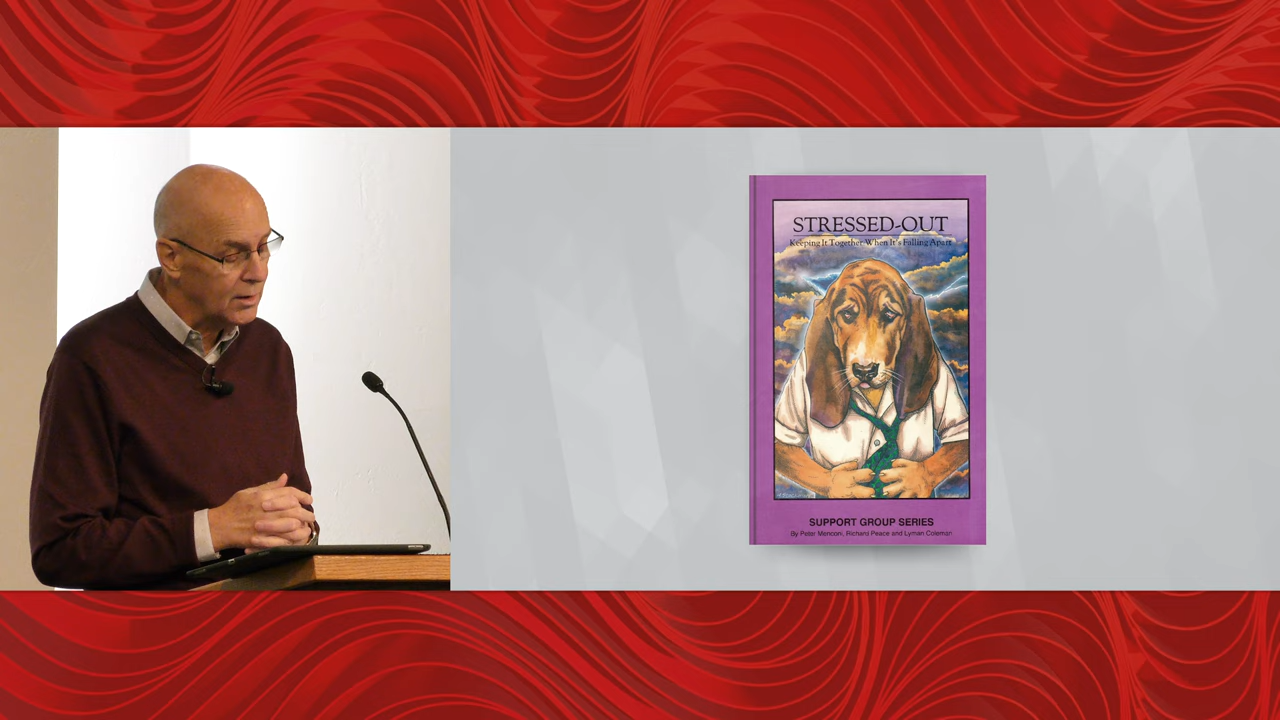 STRESSED-OUT
Keeping It Together When It's Falling Apart
SUPPORT GROUP SERIES
By Peter Menconi, Richard Peace and Lyman Coleman